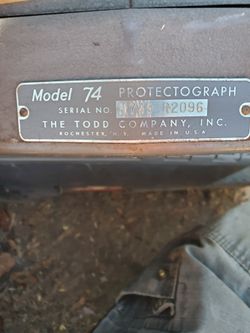 Model 74 PROTECTOGRAPH
SERIAL NO.
THE TODD COMPANY, INC.
ROCHESTER, N.Y. MADE IN U.S.A